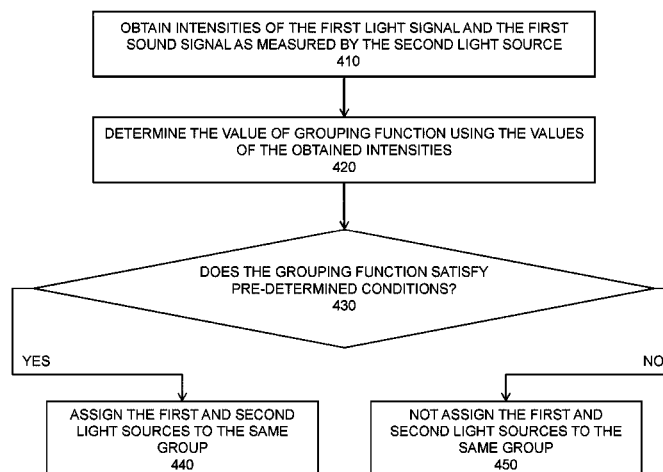 OBTAIN INTENSITIES OF THE FIRST LIGHT SIGNAL AND THE FIRST
SOUND SIGNAL AS MEASURED BY THE SECOND LIGHT SOURCE
410
DETERMINE THE VALUE OF GROUPING FUNCTION USING THE VALUES
OF THE OBTAINED INTENSITIES
420
DOES THE GROUPING FUNCTION SATISFY
PRE-DETERMINED CONDITIONS?
430
YES
NO
ASSIGN THE FIRST AND SECOND
LIGHT SOURCES TO THE SAME
GROUP
440
NOT ASSIGN THE FIRST AND
SECOND LIGHT SOURCES TO THE
SAME GROUP
450